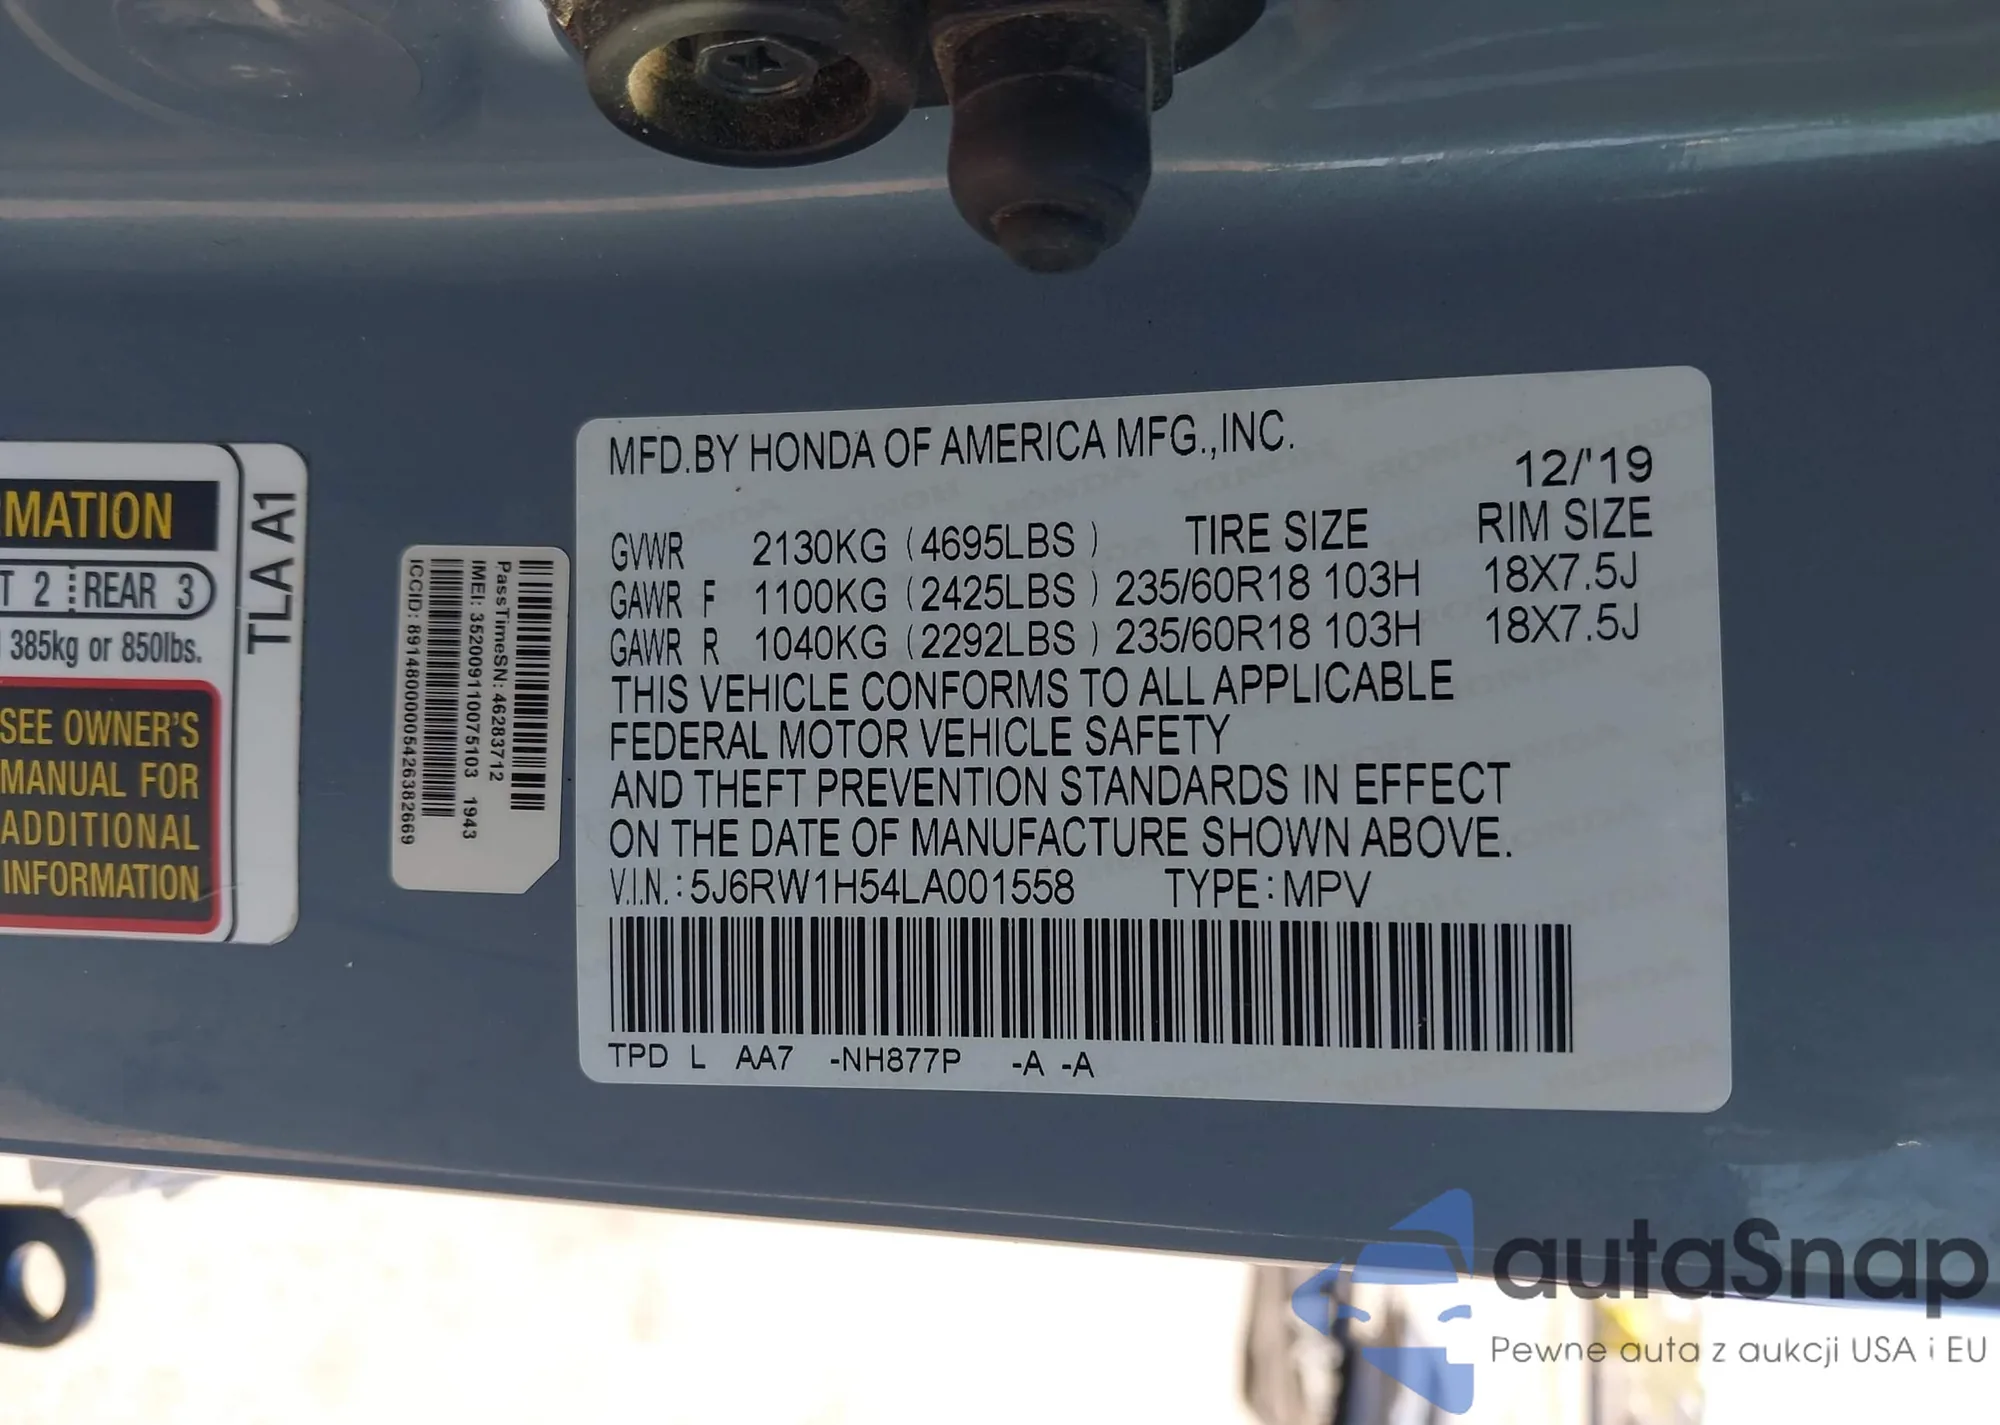 RMATION
T 2 REAR 3
385kg or 850lbs.
SEE OWNER'S
MANUAL FOR
ADDITIONAL
INFORMATION
TLA A1
PassTimeSN: 46283712
IMEI: 352009110075103 1943
ICCID: 89148000005426382669
MFD.BY HONDA OF AMERICA MFG.,INC.
12/'19
GVWR 2130KG (4695LBS) TIRE SIZE RIM SIZE
GAWR F 1100KG (2425LBS) 235/60R18 103H 18X7.5J
GAWR R 1040KG (2292LBS) 235/60R18 103H 18X7.5J
THIS VEHICLE CONFORMS TO ALL APPLICABLE
FEDERAL MOTOR VEHICLE SAFETY
AND THEFT PREVENTION STANDARDS IN EFFECT
ON THE DATE OF MANUFACTURE SHOWN ABOVE.
V.I.N.: 5J6RW1H54LA001558 TYPE: MPV
TPD L AA7 -NH877P -A -A
autaSnap
Pewne auta z aukcji USA i EU